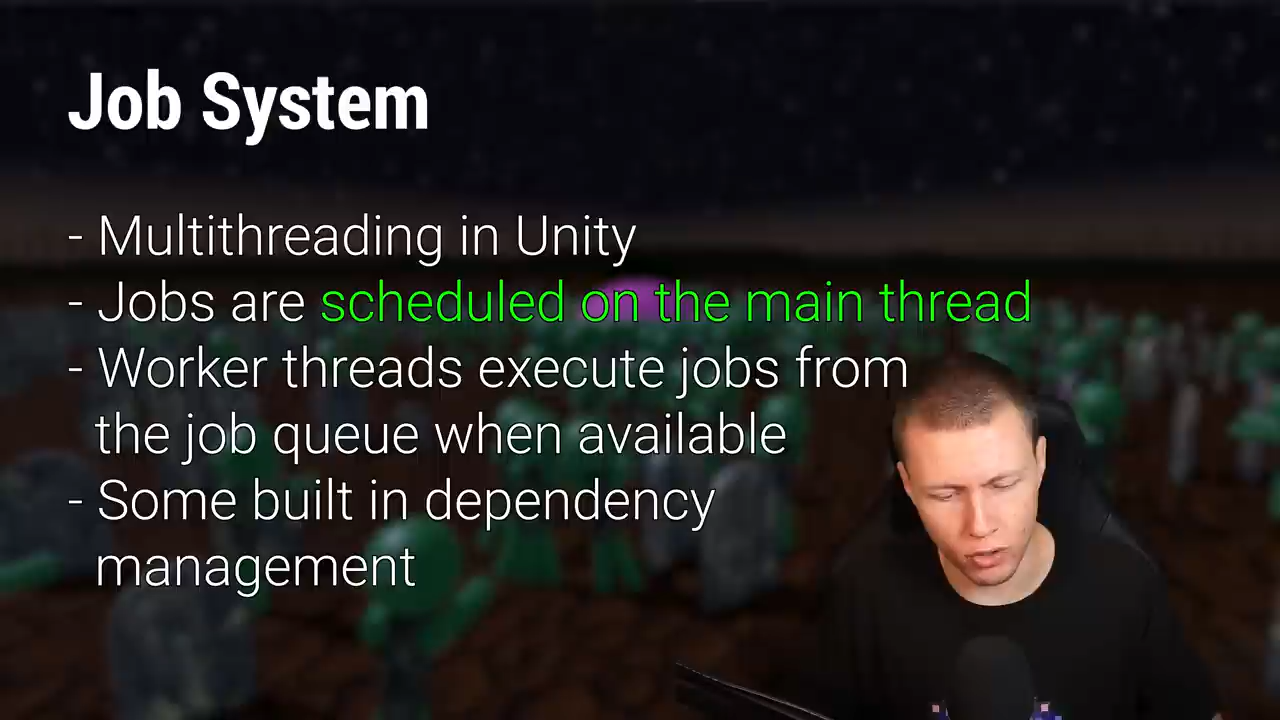 Job System
- Multithreading in Unity
- Jobs are scheduled on the main thread
- Worker threads execute jobs from
the job queue when available
- Some built in dependency
management